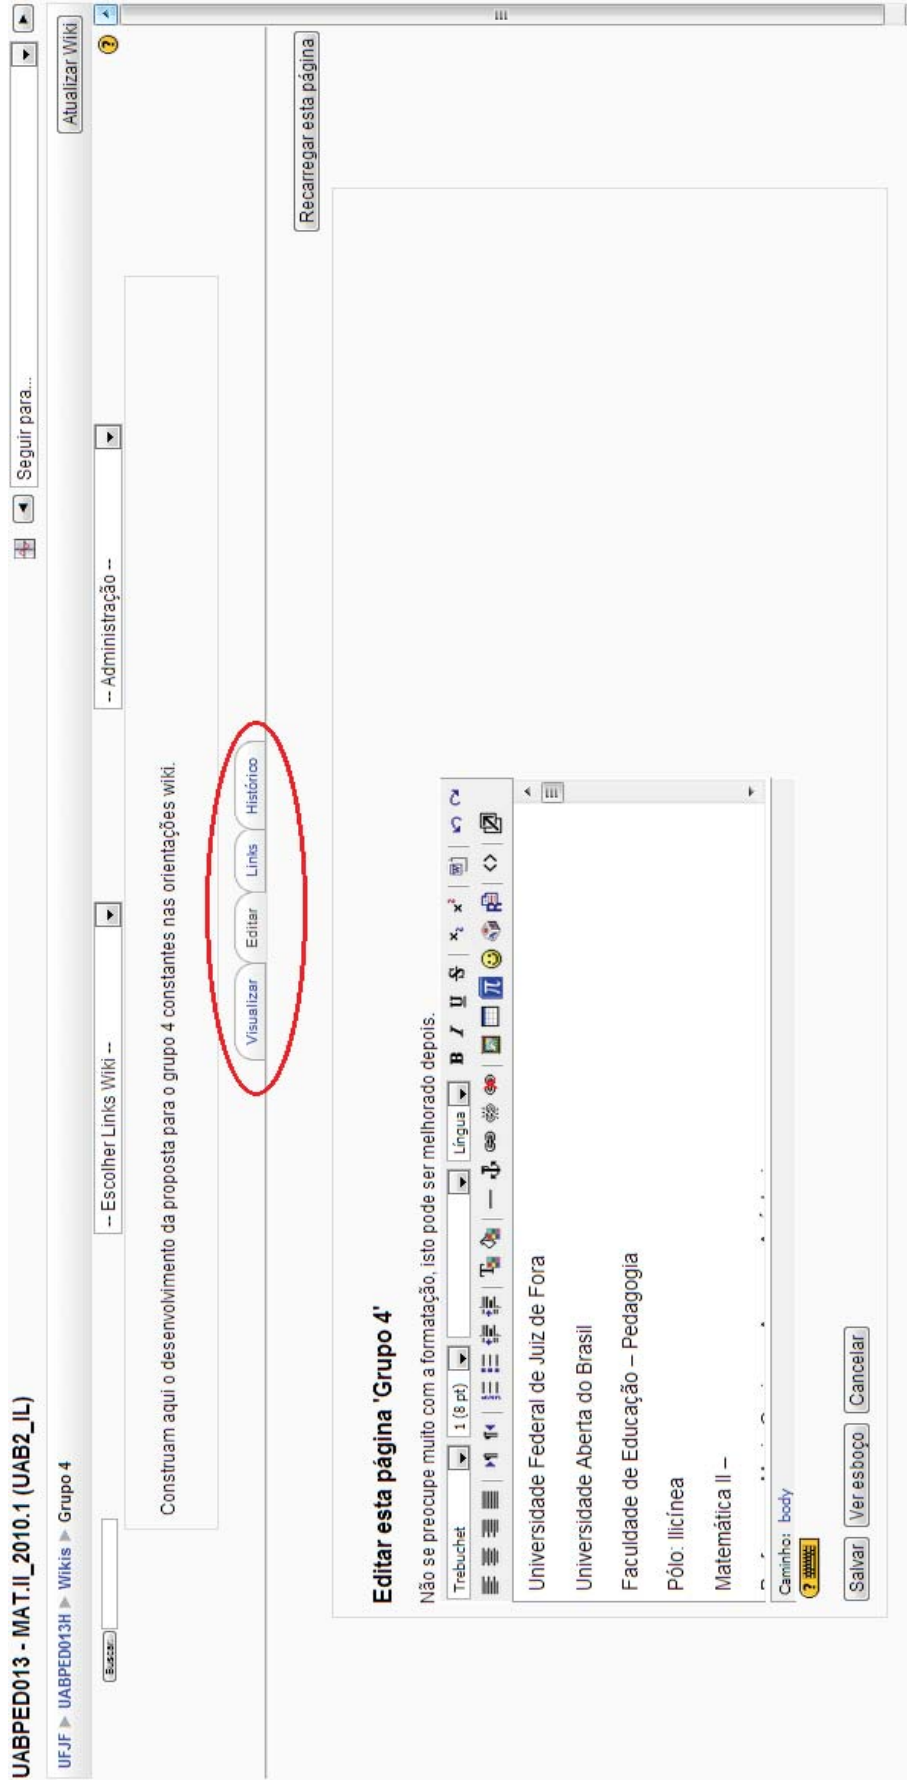 UABPED013 - MAT.II_2010.1 (UAB2_IL)
Seguir para...
UFJF ► UABPED013H ► Wikis ► Grupo 4
Atualizar Wiki
Buscar:
-- Escolher Links Wiki --
-- Administração --
Construam aqui o desenvolvimento da proposta para o grupo 4 constantes nas orientações wiki.
Visualizar Editar Links Histórico
Recarregar esta página
Editar esta página 'Grupo 4'
Não se preocupe muito com a formatação, isto pode ser melhorado depois.
Trebuchet 1 (8 pt) Língua B I U S x₂ x²
Universidade Federal de Juiz de Fora
Universidade Aberta do Brasil
Faculdade de Educação – Pedagogia
Pólo: Ilicínea
Matemática II –
Caminho: body
Salvar Ver esboço Cancelar